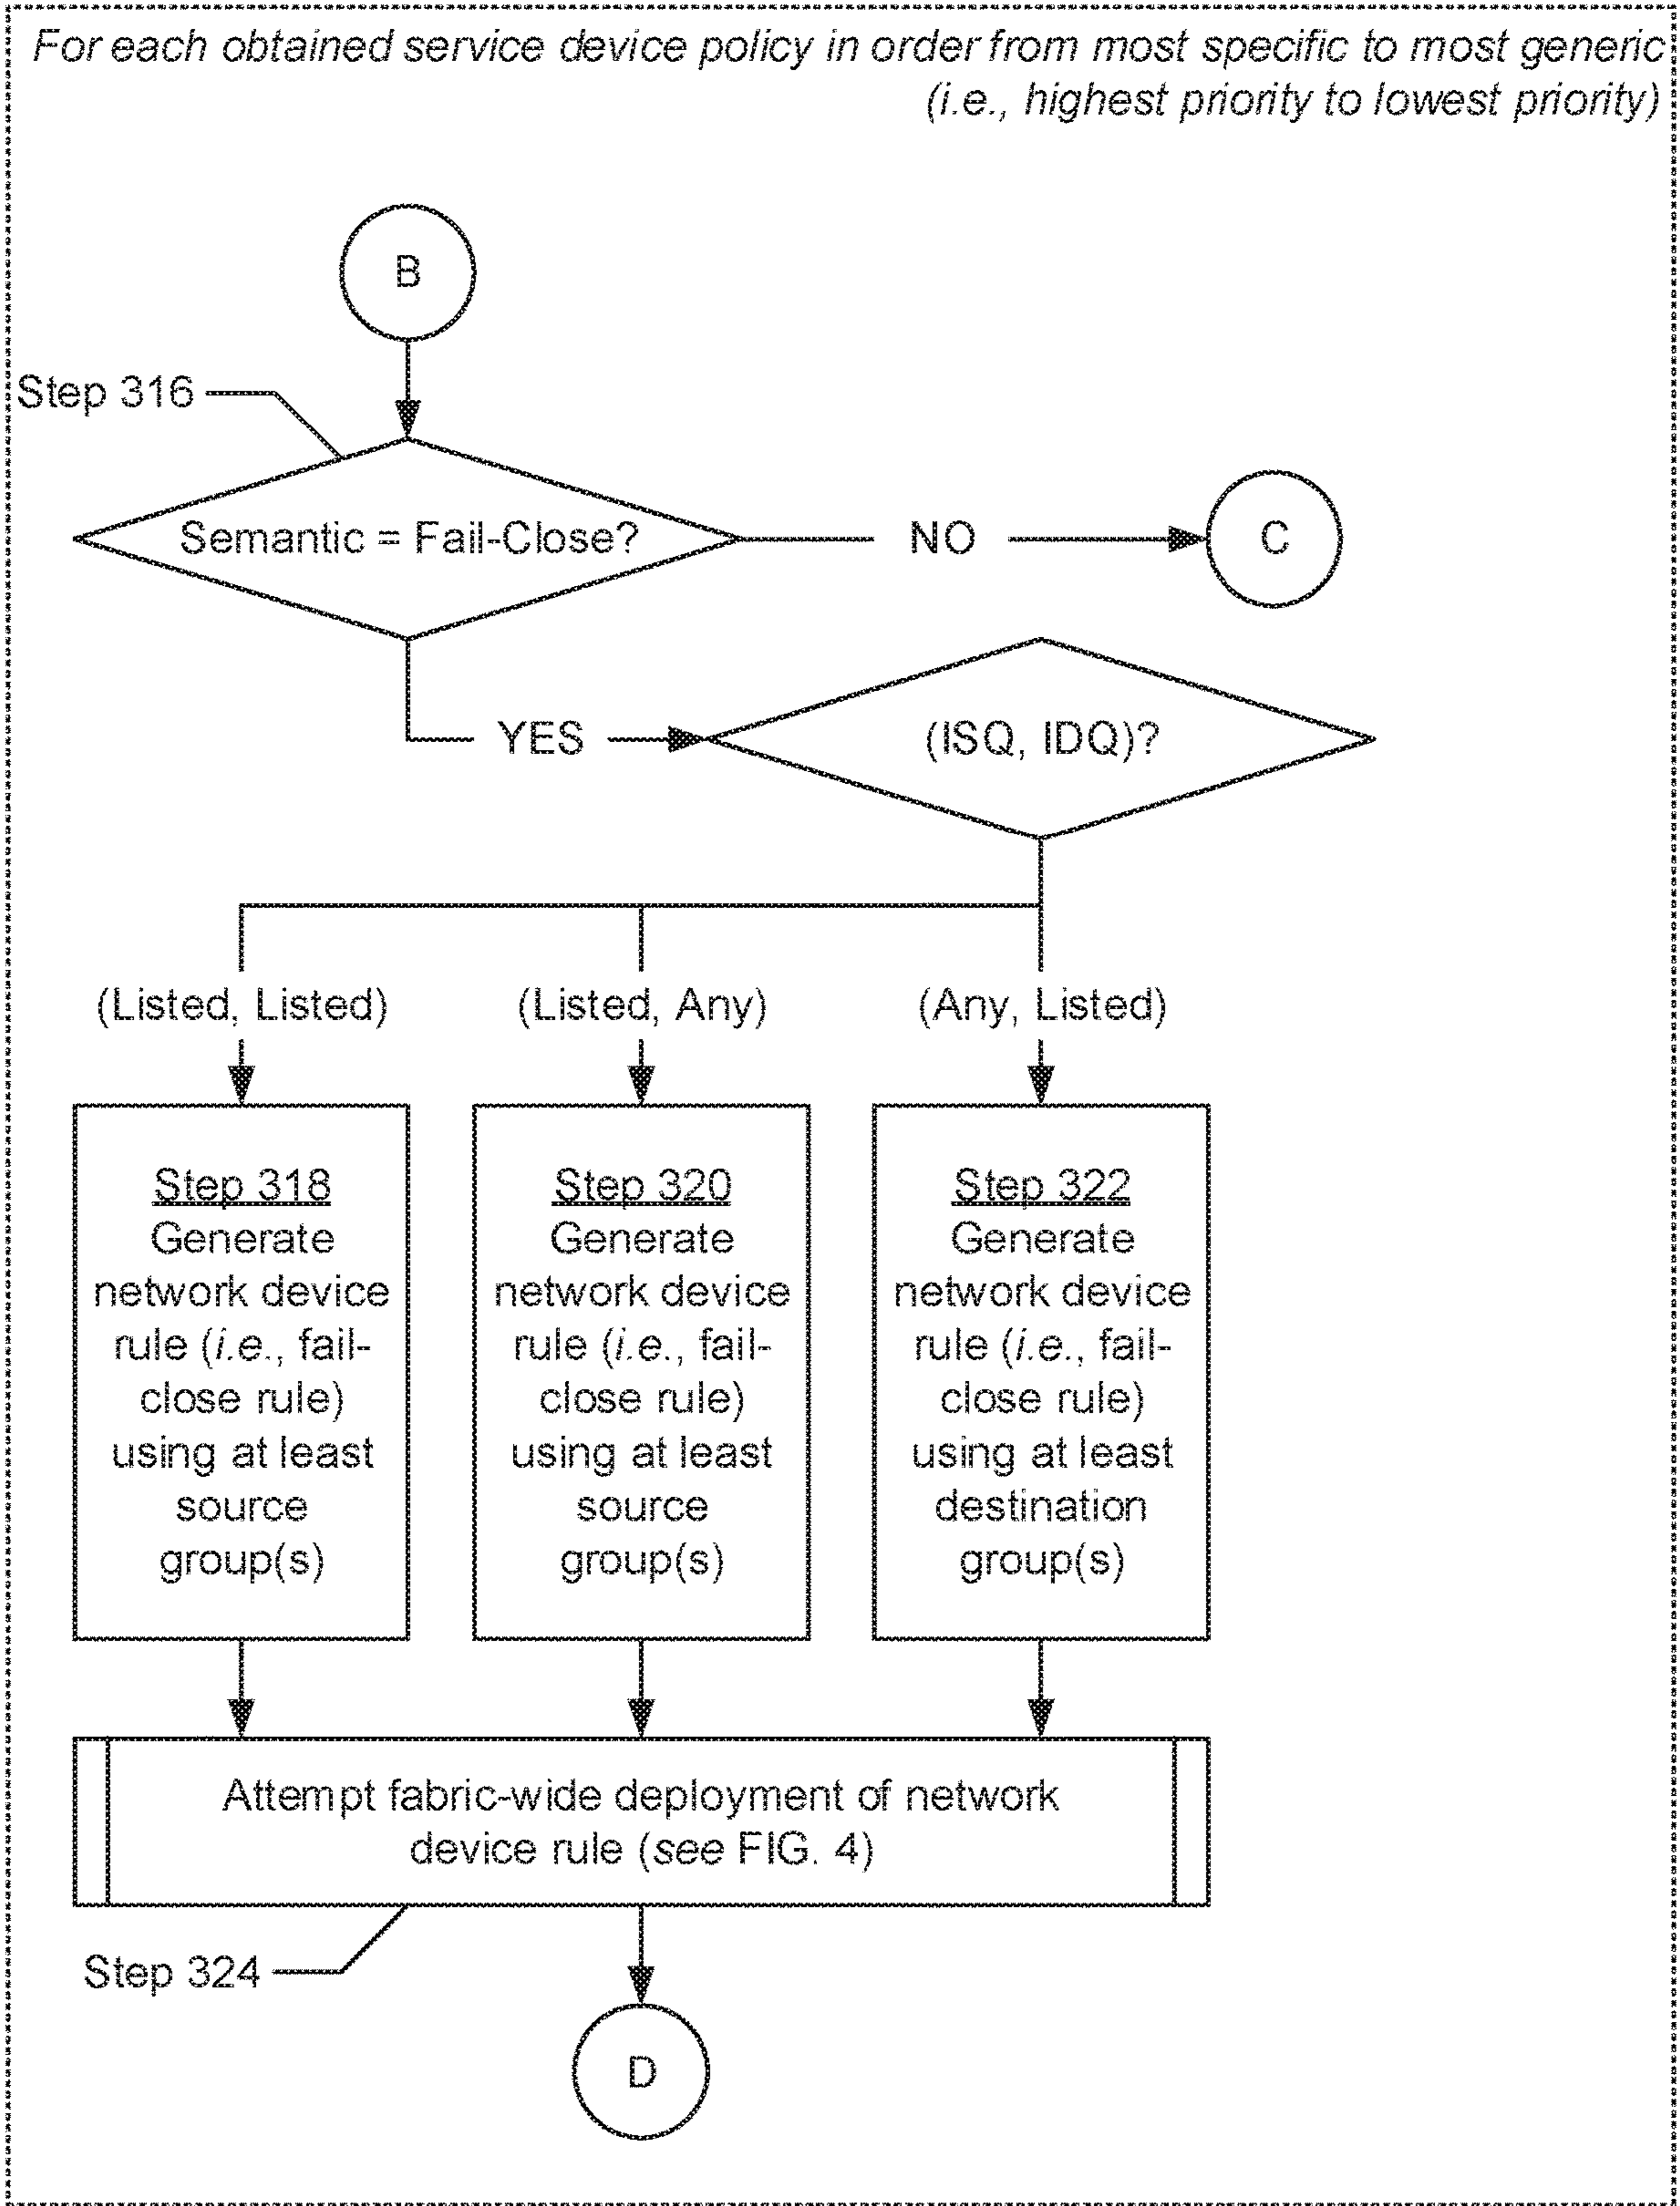 For each obtained service device policy in order from most specific to most generic
(i.e., highest priority to lowest priority)
B
Step 316
Semantic = Fail-Close?
NO
C
YES
(ISQ, IDQ)?
(Listed, Listed)
(Listed, Any)
(Any, Listed)
Step 318
Generate
network device
rule (i.e., fail-
close rule)
using at least
source
group(s)
Step 320
Generate
network device
rule (i.e., fail-
close rule)
using at least
source
group(s)
Step 322
Generate
network device
rule (i.e., fail-
close rule)
using at least
destination
group(s)
Attempt fabric-wide deployment of network
device rule (see FIG. 4)
Step 324
D